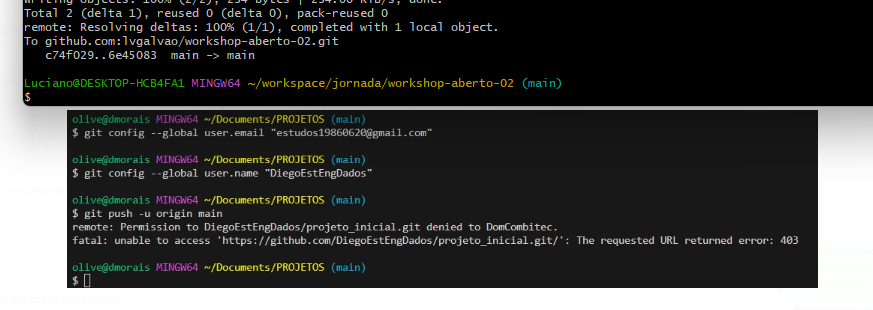 Writing objects: 100% (2/2), 234 bytes | 234.00 KiB/s, done.
Total 2 (delta 1), reused 0 (delta 0), pack-reused 0
remote: Resolving deltas: 100% (1/1), completed with 1 local object.
To github.com:lvgalvao/workshop-aberto-02.git
c74f029..6e45083 main -> main
Luciano@DESKTOP-HCB4FA1 MINGW64 ~/workspace/jornada/workshop-aberto-02 (main)
$
olive@dmorais MINGW64 ~/Documents/PROJETOS (main)
$ git config --global user.email "estudos19860620@gmail.com"
olive@dmorais MINGW64 ~/Documents/PROJETOS (main)
$ git config --global user.name "DiegoEstEngDados"
olive@dmorais MINGW64 ~/Documents/PROJETOS (main)
$ git push -u origin main
remote: Permission to DiegoEstEngDados/projeto_inicial.git denied to DomCombitec.
fatal: unable to access 'https://github.com/DiegoEstEngDados/projeto_inicial.git/': The requested URL returned error: 403
olive@dmorais MINGW64 ~/Documents/PROJETOS (main)
$